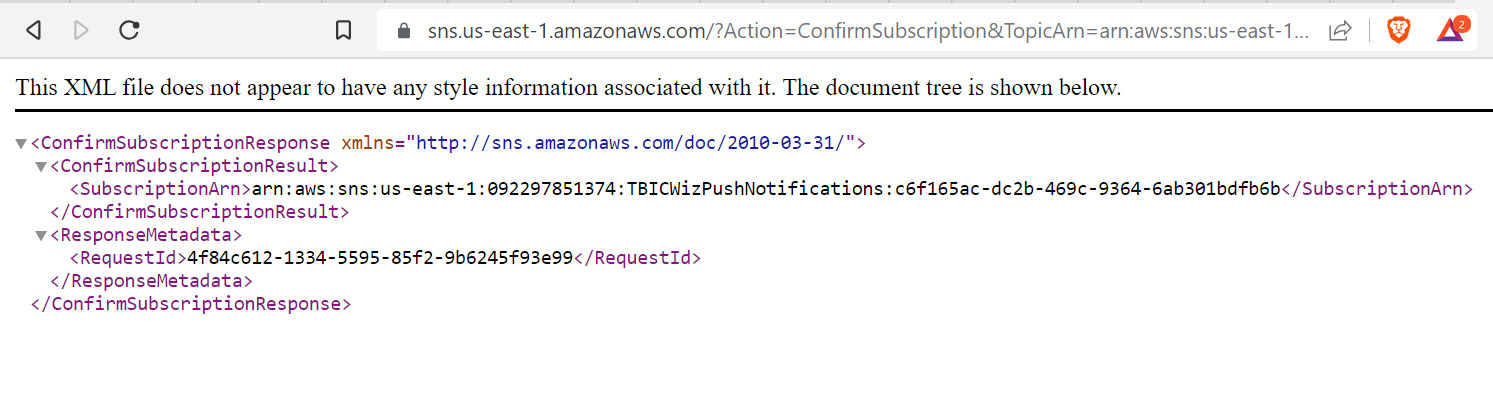 sns.us-east-1.amazonaws.com/?Action=ConfirmSubscription&TopicArn=arn:aws:sns:us-east-1...
2
This XML file does not appear to have any style information associated with it. The document tree is shown below.
<ConfirmSubscriptionResponse xmlns="http://sns.amazonaws.com/doc/2010-03-31/">
<ConfirmSubscriptionResult>
<SubscriptionArn>arn:aws:sns:us-east-1:092297851374:TBICWizPushNotifications:c6f165ac-dc2b-469c-9364-6ab301bdfb6b</SubscriptionArn>
</ConfirmSubscriptionResult>
<ResponseMetadata>
<RequestId>4f84c612-1334-5595-85f2-9b6245f93e99</RequestId>
</ResponseMetadata>
</ConfirmSubscriptionResponse>